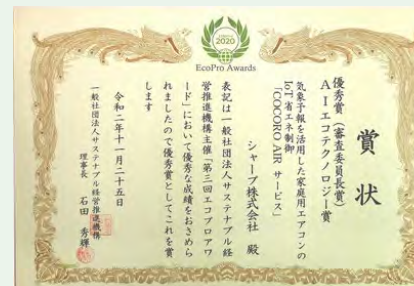 2020
EcoPro Awards
賞状
優秀賞(審査委員長賞)
AIエコテクノロジー賞
気象予報を活用した家庭用エアコンの
IoT省エネ制御
「COCORO AIR サービス」
シャープ株式会社 殿
表記は一般社団法人サステナブル経
営推進機構主催「第三回エコプロアワ
ード」において優秀な成績をおさめら
れましたので優秀賞としてこれを賞
します
令和二年十一月二十五日
一般社団法人サステナブル経営推進機構
理事長 石田 秀輝